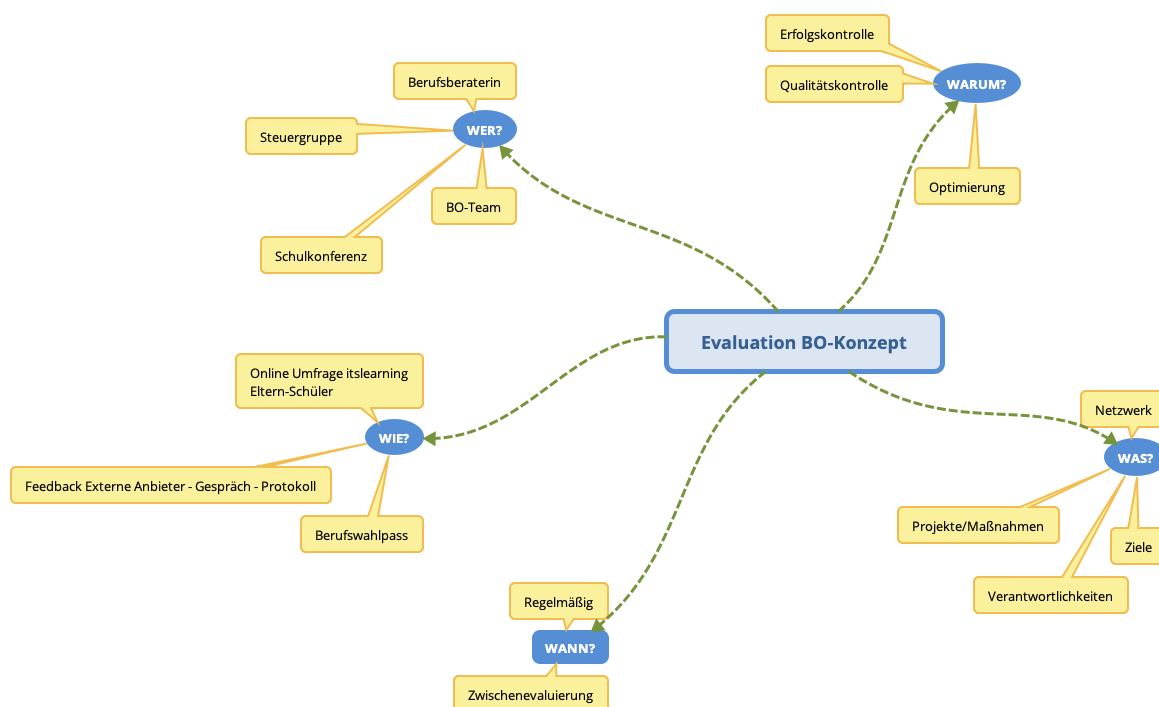 Erfolgskontrolle
Qualitätskontrolle
WARUM?
Optimierung
Berufsberaterin
Steuergruppe
WER?
BO-Team
Schulkonferenz
Evaluation BO-Konzept
Online Umfrage itslearning
Eltern-Schüler
WIE?
Feedback Externe Anbieter - Gespräch - Protokoll
Berufswahlpass
Netzwerk
WAS?
Projekte/Maßnahmen
Ziele
Verantwortlichkeiten
Regelmäßig
WANN?
Zwischenevaluierung